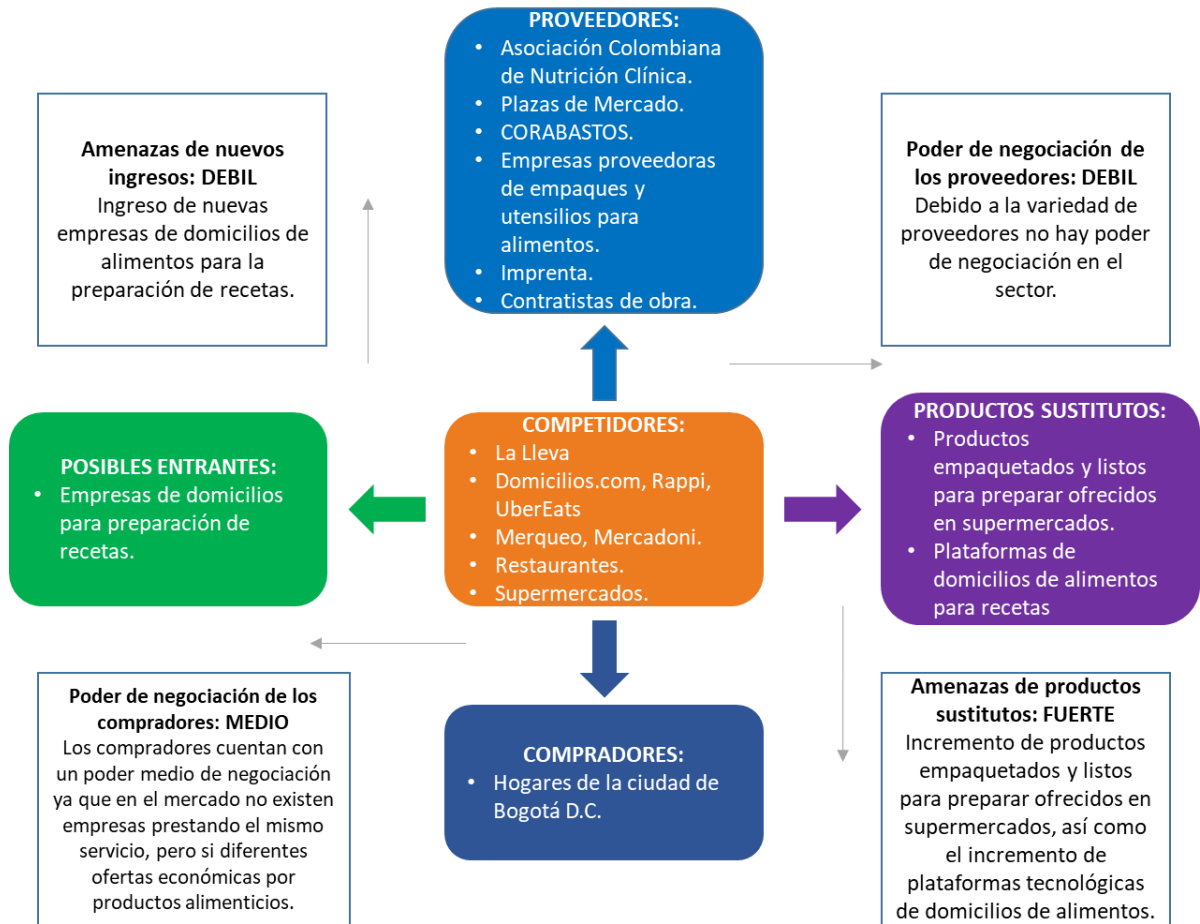 PROVEEDORES:
• Asociación Colombiana
de Nutrición Clínica.
• Plazas de Mercado.
• CORABASTOS.
• Empresas proveedoras
de empaques y
utensilios para
alimentos.
• Imprenta.
• Contratistas de obra.
Amenazas de nuevos
ingresos: DEBIL
Ingreso de nuevas
empresas de domicilios de
alimentos para la
preparación de recetas.
Poder de negociación de
los proveedores: DEBIL
Debido a la variedad de
proveedores no hay poder
de negociación en el
sector.
POSIBLES ENTRANTES:
• Empresas de domicilios
para preparación de
recetas.
COMPETIDORES:
• La Lleva
• Domicilios.com, Rappi,
UberEats
• Merqueo, Mercadoni.
• Restaurantes.
• Supermercados.
PRODUCTOS SUSTITUTOS:
• Productos
empaquetados y listos
para preparar ofrecidos
en supermercados.
• Plataformas de
domicilios de alimentos
para recetas
Poder de negociación de los
compradores: MEDIO
Los compradores cuentan con
un poder medio de negociación
ya que en el mercado no existen
empresas prestando el mismo
servicio, pero si diferentes
ofertas económicas por
productos alimenticios.
COMPRADORES:
• Hogares de la ciudad de
Bogotá D.C.
Amenazas de productos
sustitutos: FUERTE
Incremento de productos
empaquetados y listos
para preparar ofrecidos en
supermercados, así como
el incremento de
plataformas tecnológicas
de domicilios de alimentos.